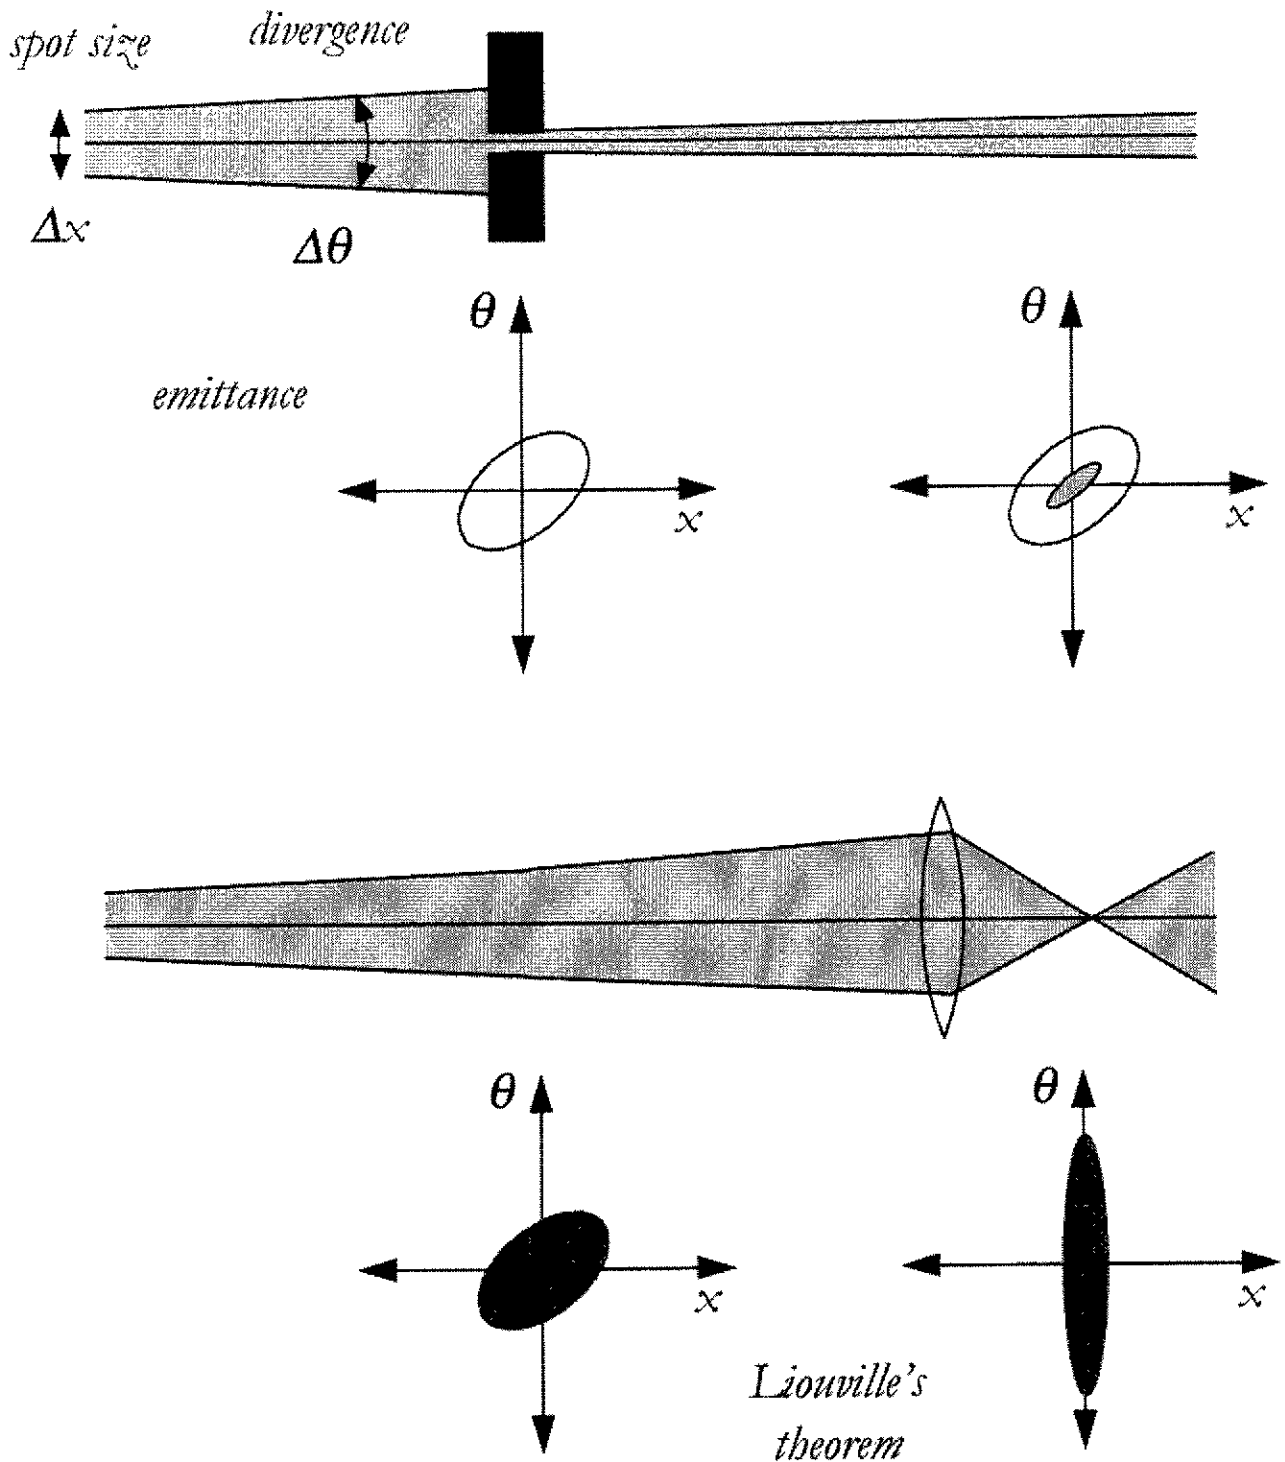 spot size
divergence
Δx
Δθ
θ
θ
emittance
x
x
θ
θ
x
x
Liouville's
theorem